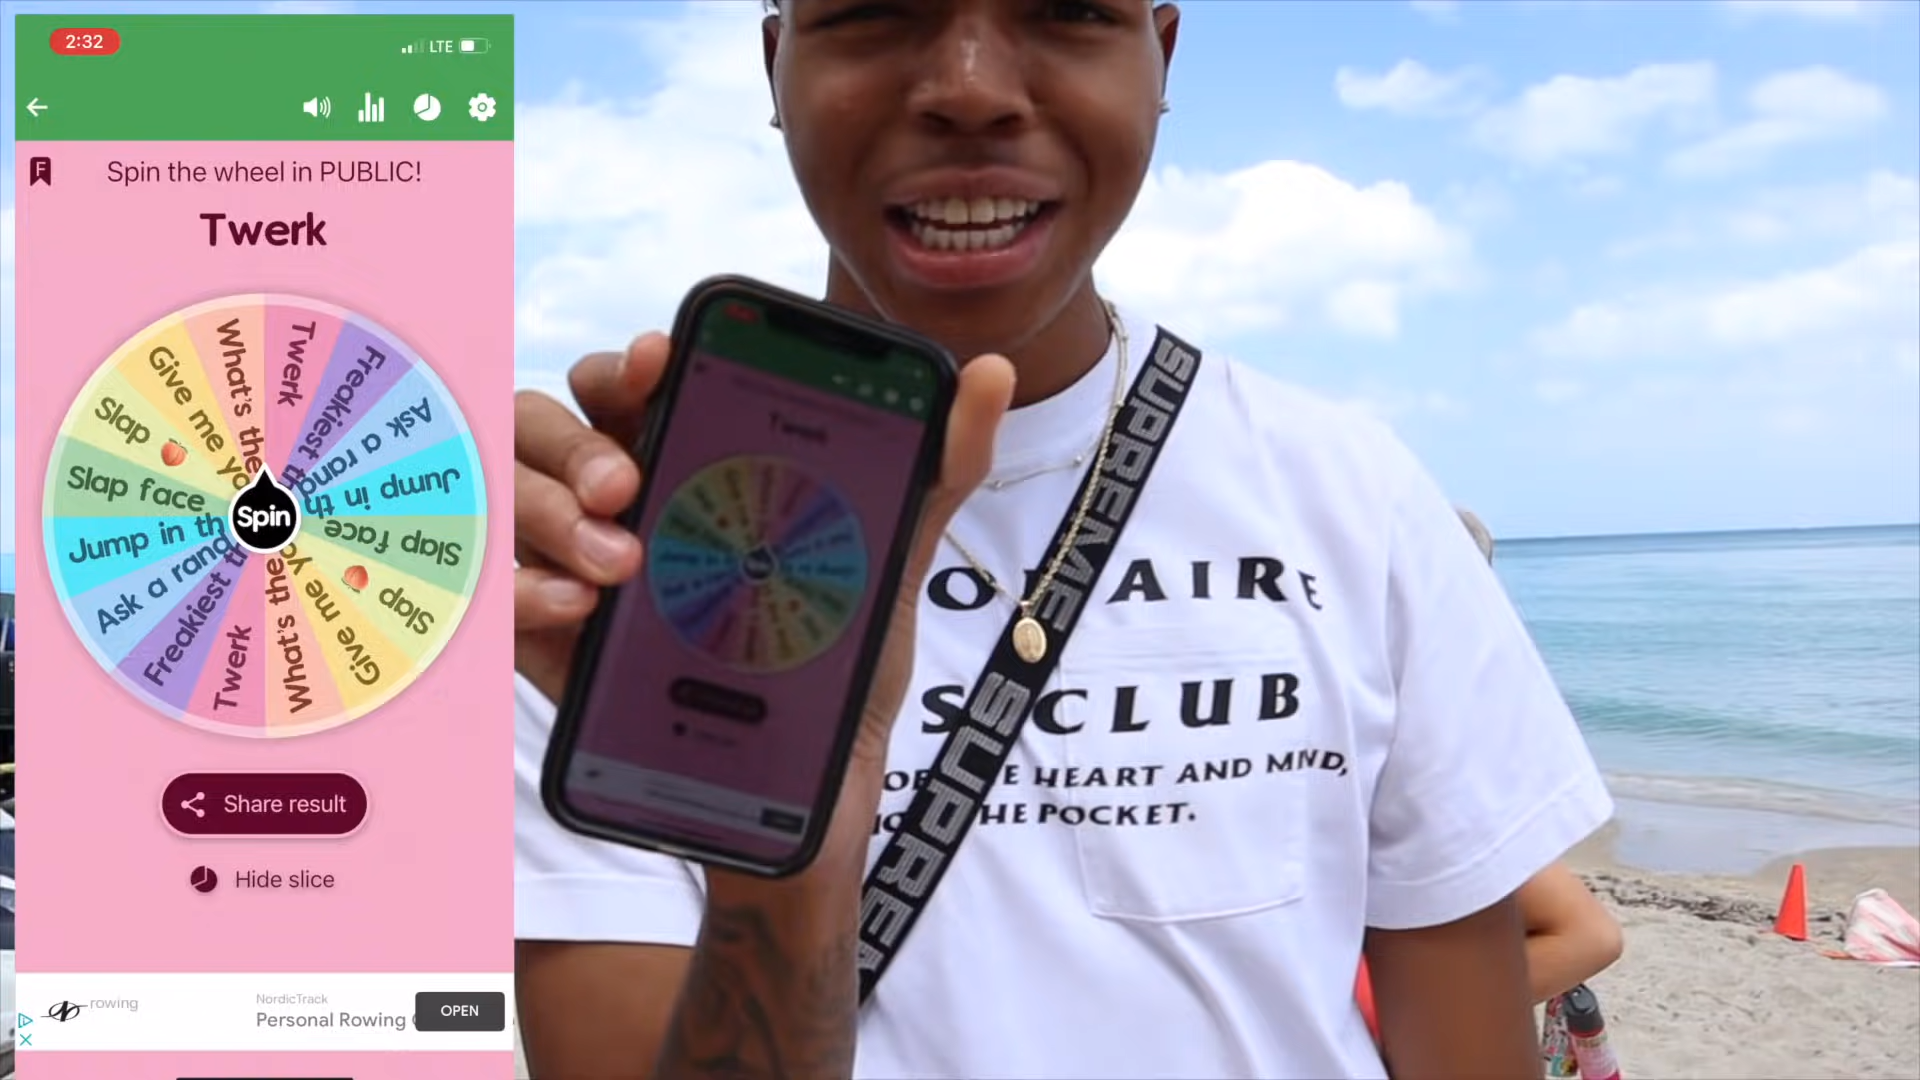 2:32
LTE
F
Spin the wheel in PUBLIC!
Twerk
Twerk
Freakiest th
Ask a rand
Jump in th
Slap face
Slap 🍑
Give me yo
What's the
Twerk
Freakiest th
Ask a rand
Jump in th
Slap face
Slap 🍑
Give me yo
What's the
Spin
Share result
Hide slice
rowing
NordicTrack
Personal Rowing
OPEN
Twerk
SUPREME
SUPREME
AIRE
CLUB
HEART AND MIND,
HE POCKET.